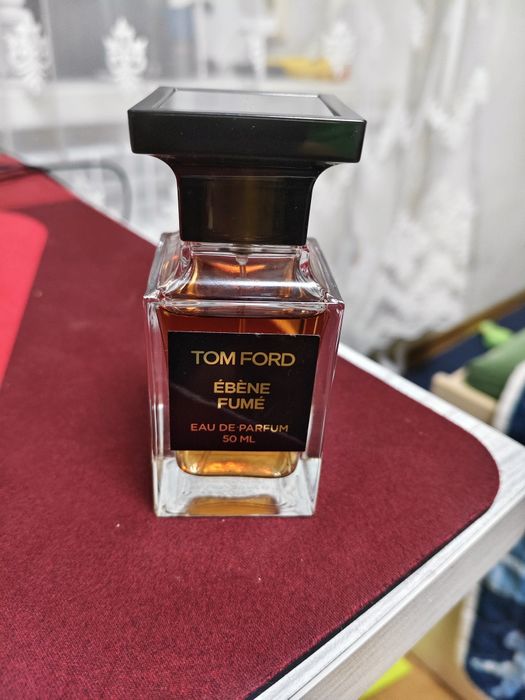 TOM FORD
ÉBÈNE
FUMÉ
EAU DE PARFUM
50 ML